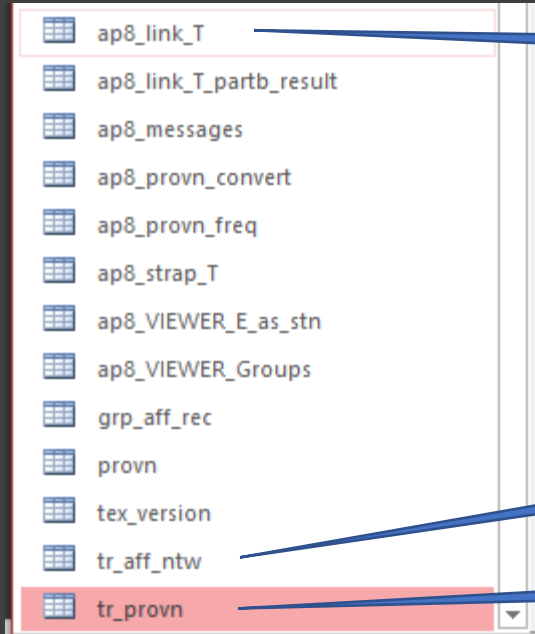 ap8_link_T
ap8_link_T_partb_result
ap8_messages
ap8_provn_convert
ap8_provn_freq
ap8_strap_T
ap8_VIEWER_E_as_stn
ap8_VIEWER_Groups
grp_aff_rec
provn
tex_version
tr_aff_ntw
tr_provn